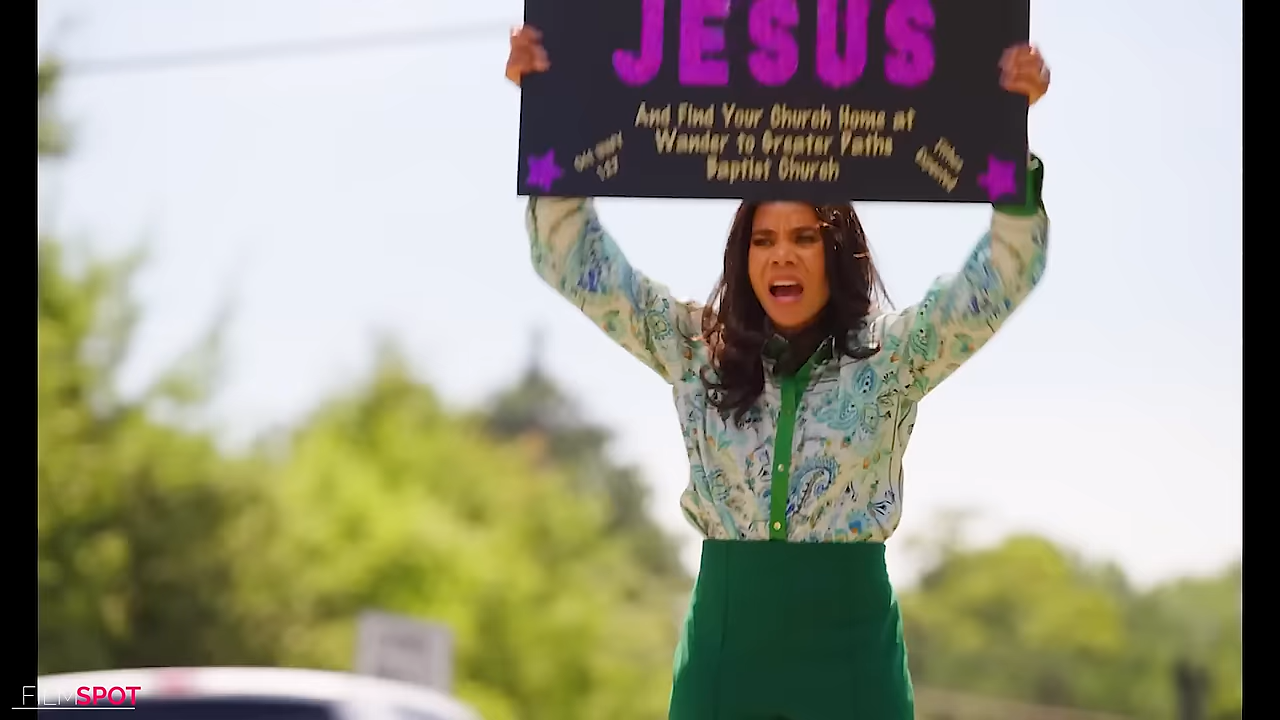 JESUS
And Find Your Church Home at
Wander to Greater Paths
Baptist Church
FILMSPOT